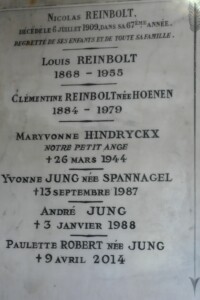 NICOLAS REINBOLT.
DÉCÉDÉ LE 6 JUILLET 1909, DANS SA 67ÈME ANNÉE.
REGRETTÉ DE SES ENFANTS ET DE TOUTE SA FAMILLE.
LOUIS REINBOLT
1868 - 1955
CLÉMENTINE REINBOLT NÉE HOENEN
1884 - 1979
MARYVONNE HINDRYCKX
NOTRE PETIT ANGE
† 26 MARS 1944
YVONNE JUNG NÉE SPANNAGEL
† 13 SEPTEMBRE 1987
ANDRÉ JUNG
† 3 JANVIER 1988
PAULETTE ROBERT NÉE JUNG
† 9 AVRIL 2014